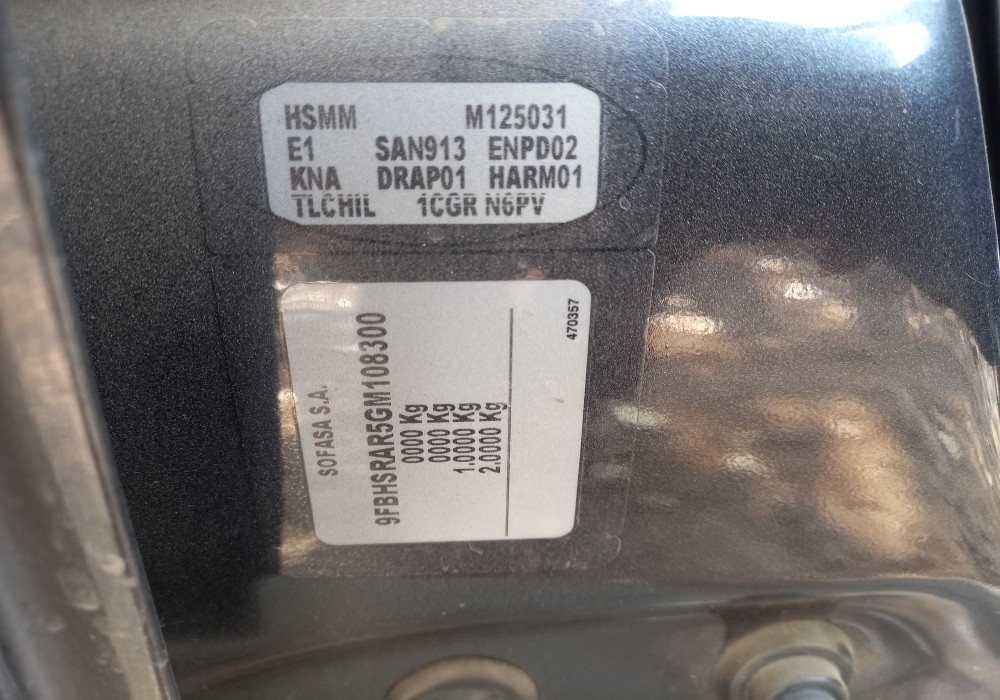 HSMM M125031
E1 SAN913 ENPD02
KNA DRAP01 HARM01
TLCHIL 1CGR N6PV
SOFASA S.A.
9FBHSRAR5GM108300
0000 Kg
0000 Kg
1.0000 Kg
2.0000 Kg
470357